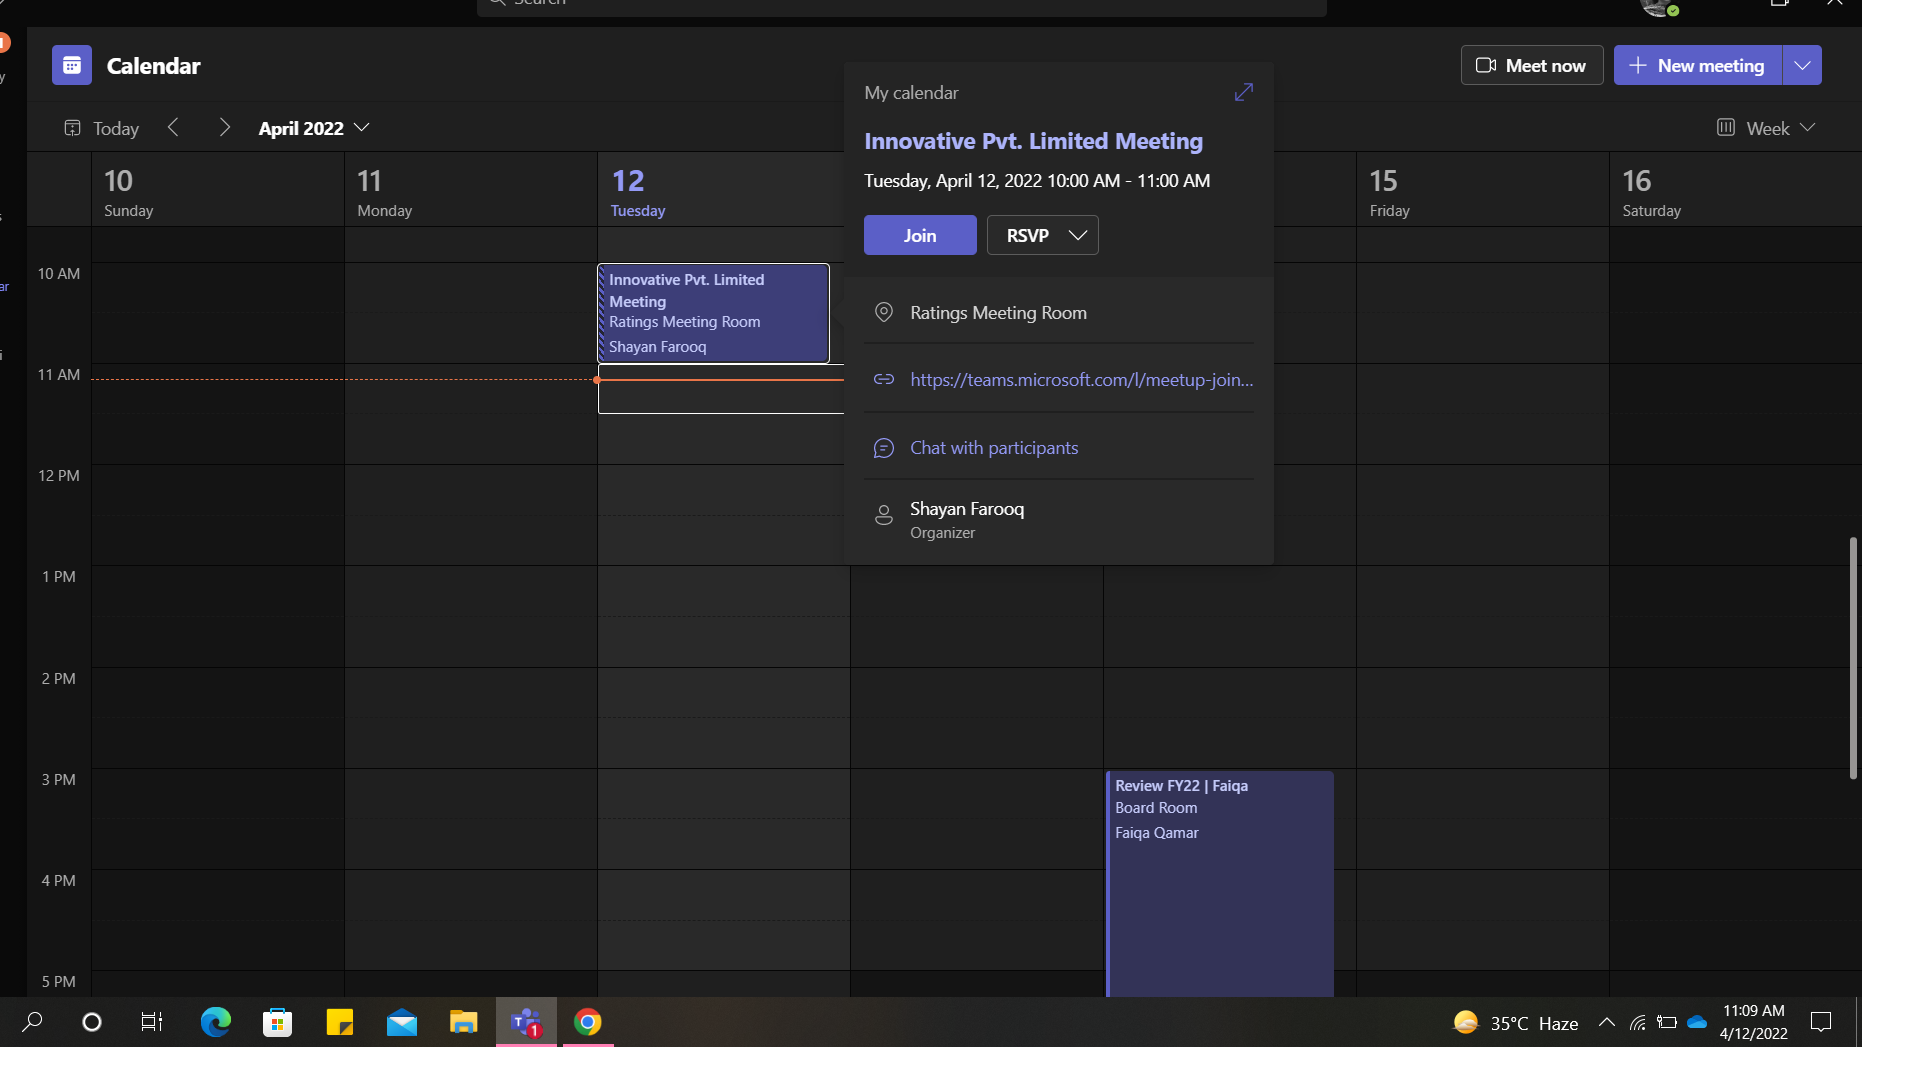 Search
Calendar
Meet now
New meeting
Today
April 2022
Week
10
Sunday
11
Monday
12
Tuesday
15
Friday
16
Saturday
My calendar
Innovative Pvt. Limited Meeting
Tuesday, April 12, 2022 10:00 AM - 11:00 AM
Join
RSVP
Ratings Meeting Room
https://teams.microsoft.com/l/meetup-join...
Chat with participants
Shayan Farooq
Organizer
10 AM
Innovative Pvt. Limited
Meeting
Ratings Meeting Room
Shayan Farooq
11 AM
12 PM
1 PM
2 PM
3 PM
Review FY22 | Faiqa
Board Room
Faiqa Qamar
4 PM
5 PM
1
35°C Haze
11:09 AM
4/12/2022